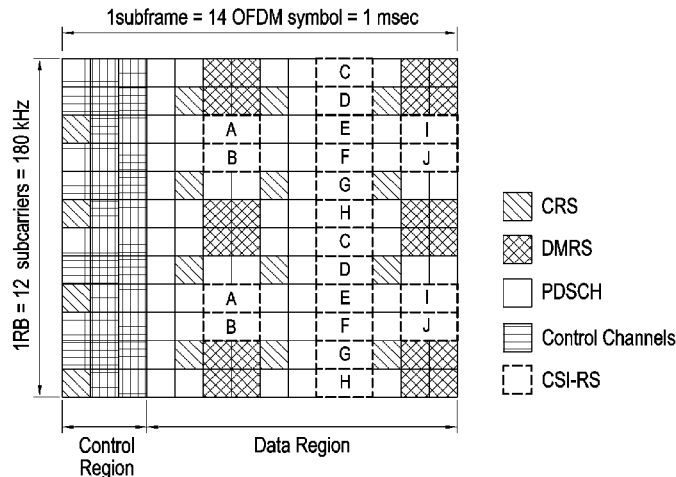 1subframe = 14 OFDM symbol = 1 msec
1RB = 12 subcarriers = 180 kHz
C
D
A E I
B F J
G
H
C
D
A E I
B F J
G
H
CRS
DMRS
PDSCH
Control Channels
CSI-RS
Control Region
Data Region